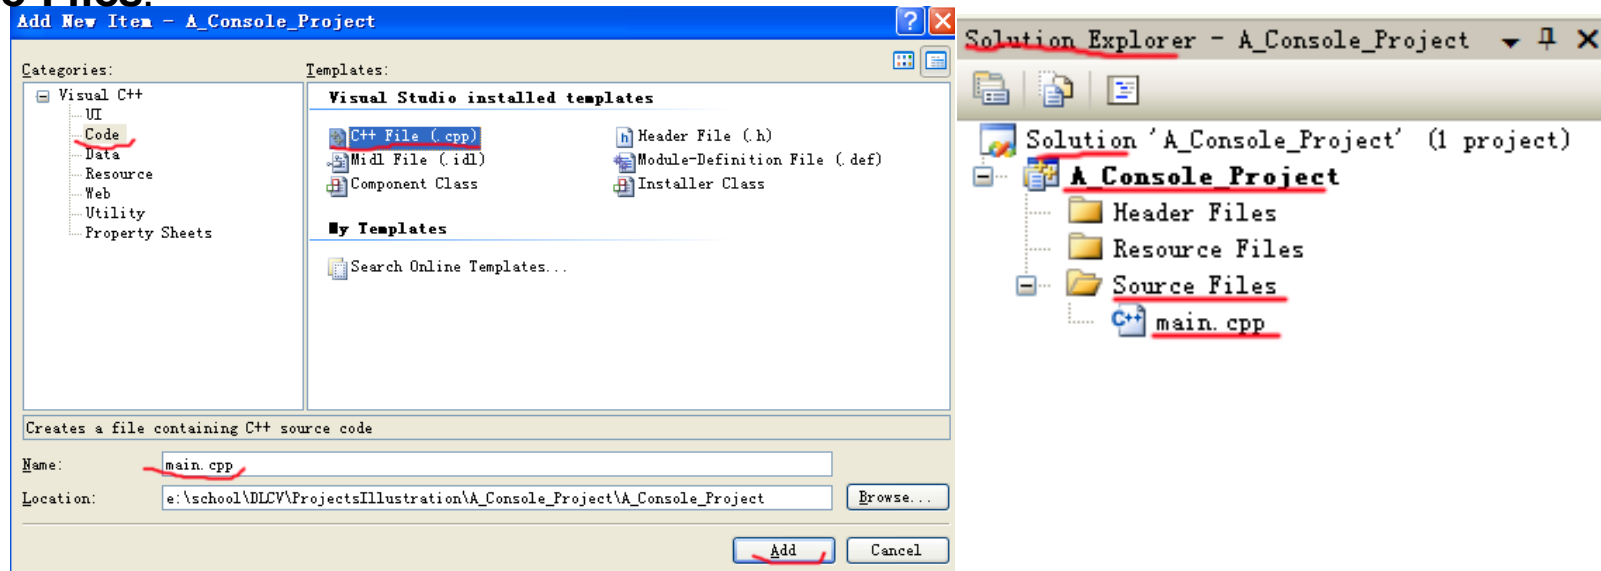 e Files.
Add New Item - A_Console_Project
Categories:
Templates:
Visual C++
UI
Code
Data
Resource
Web
Utility
Property Sheets
Visual Studio installed templates
C++ File (.cpp)
Header File (.h)
Midl File (.idl)
Module-Definition File (.def)
Component Class
Installer Class
My Templates
Search Online Templates...
Creates a file containing C++ source code
Name:
main.cpp
Location:
e:\school\DLCV\ProjectsIllustration\A_Console_Project\A_Console_Project
Browse...
Add
Cancel
Solution Explorer - A_Console_Project
Solution 'A_Console_Project' (1 project)
A_Console_Project
Header Files
Resource Files
Source Files
main.cpp